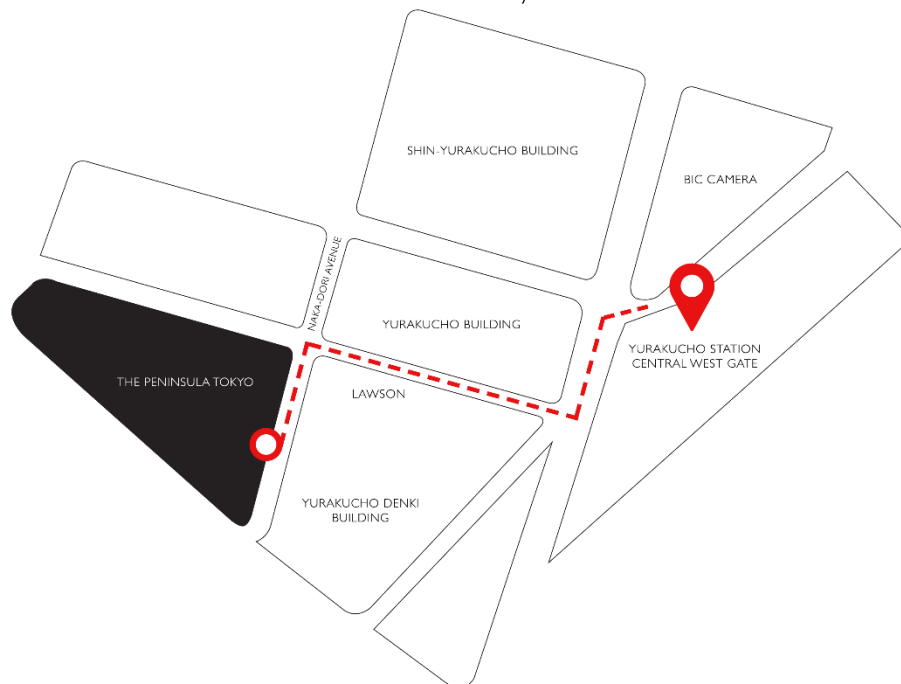 SHIN-YURAKUCHO BUILDING
BIC CAMERA
NAKA-DORI AVENUE
YURAKUCHO BUILDING
YURAKUCHO STATION
CENTRAL WEST GATE
THE PENINSULA TOKYO
LAWSON
YURAKUCHO DENKI
BUILDING